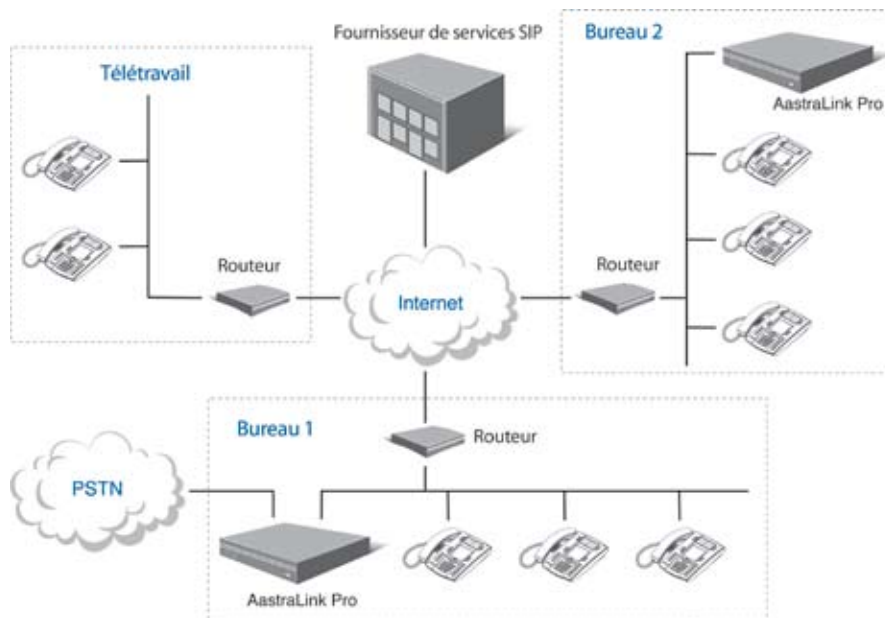 Fournisseur de services SIP
Bureau 2
Télétravail
AastraLink Pro
Routeur
Routeur
Internet
Bureau 1
Routeur
PSTN
AastraLink Pro